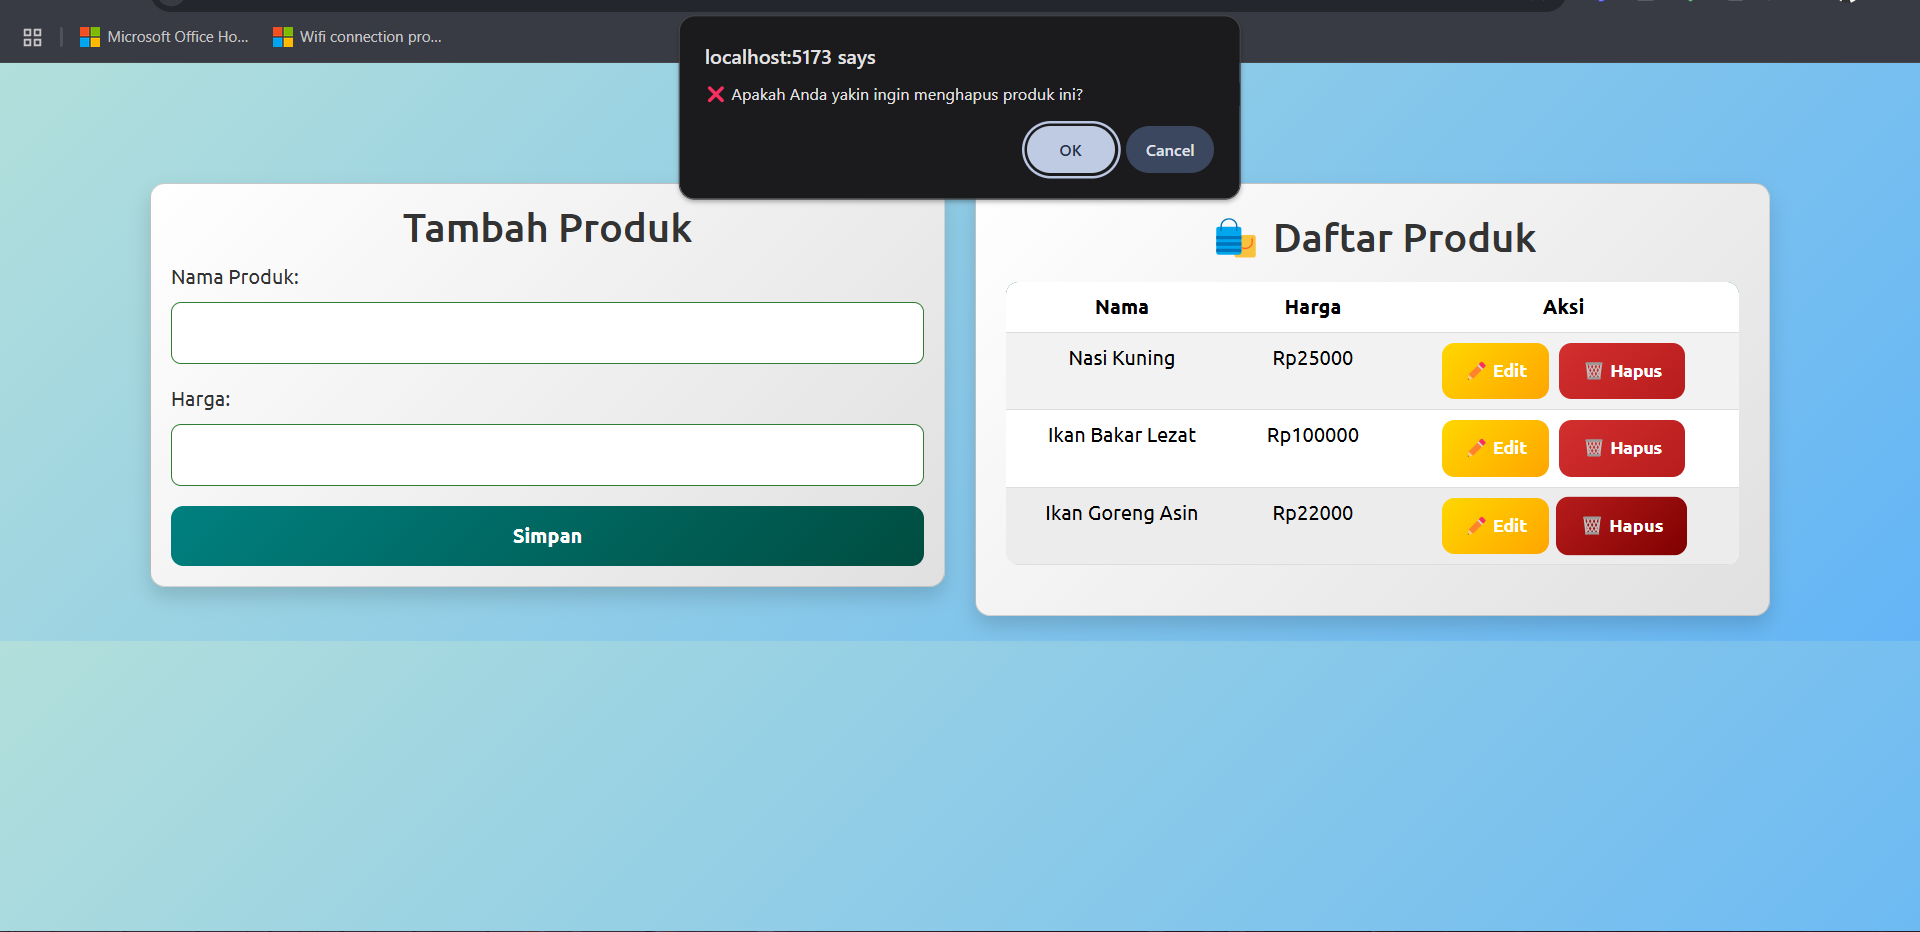 Microsoft Office Ho...
Wifi connection pro...
localhost:5173 says
❌ Apakah Anda yakin ingin menghapus produk ini?
OK
Cancel
Tambah Produk
Nama Produk:
Harga:
Simpan
🛍️ Daftar Produk
Nama Harga Aksi
Nasi Kuning Rp25000 ✏️ Edit 🗑️ Hapus
Ikan Bakar Lezat Rp100000 ✏️ Edit 🗑️ Hapus
Ikan Goreng Asin Rp22000 ✏️ Edit 🗑️ Hapus